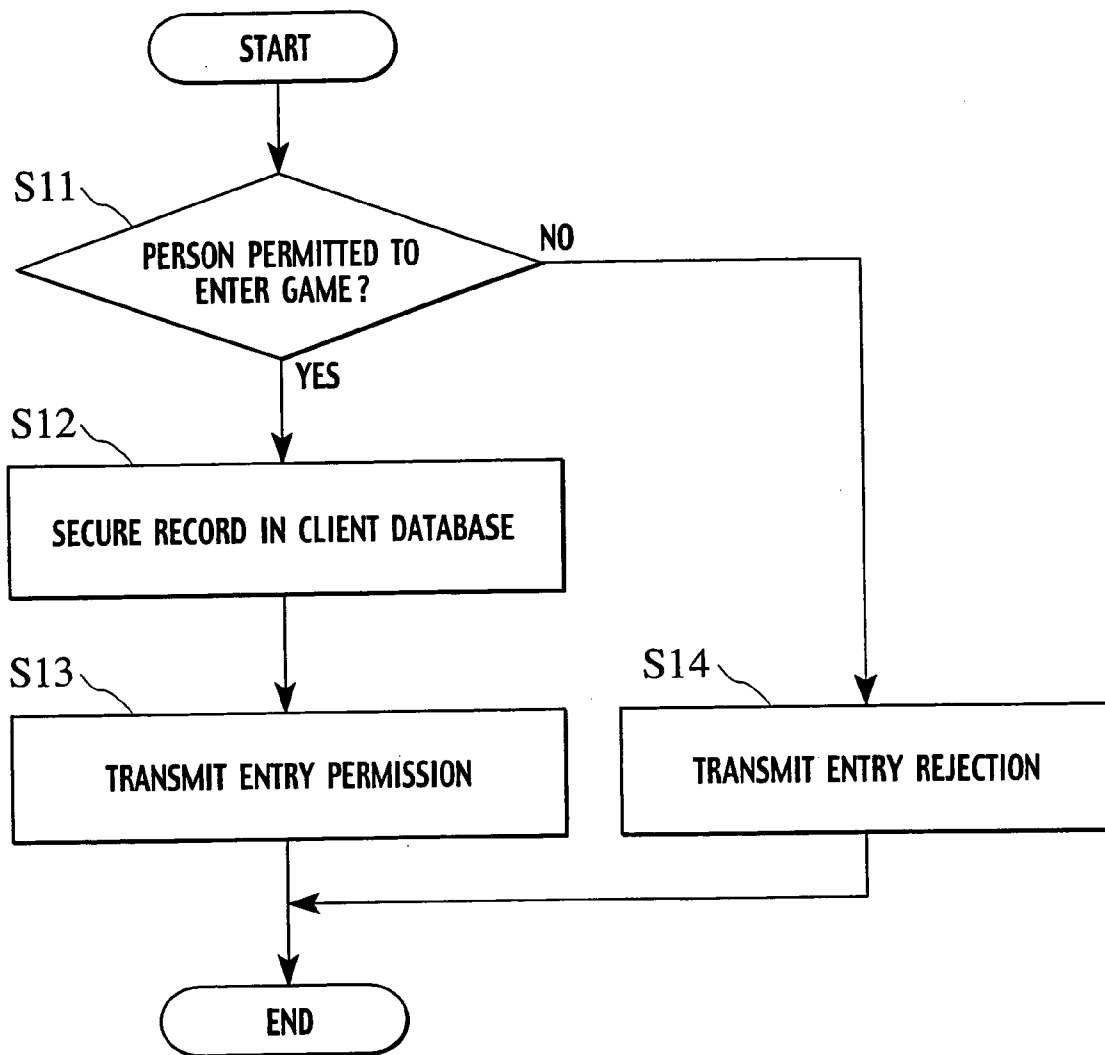 START
S11
PERSON PERMITTED TO
ENTER GAME?
NO
YES
S12
SECURE RECORD IN CLIENT DATABASE
S13
TRANSMIT ENTRY PERMISSION
S14
TRANSMIT ENTRY REJECTION
END